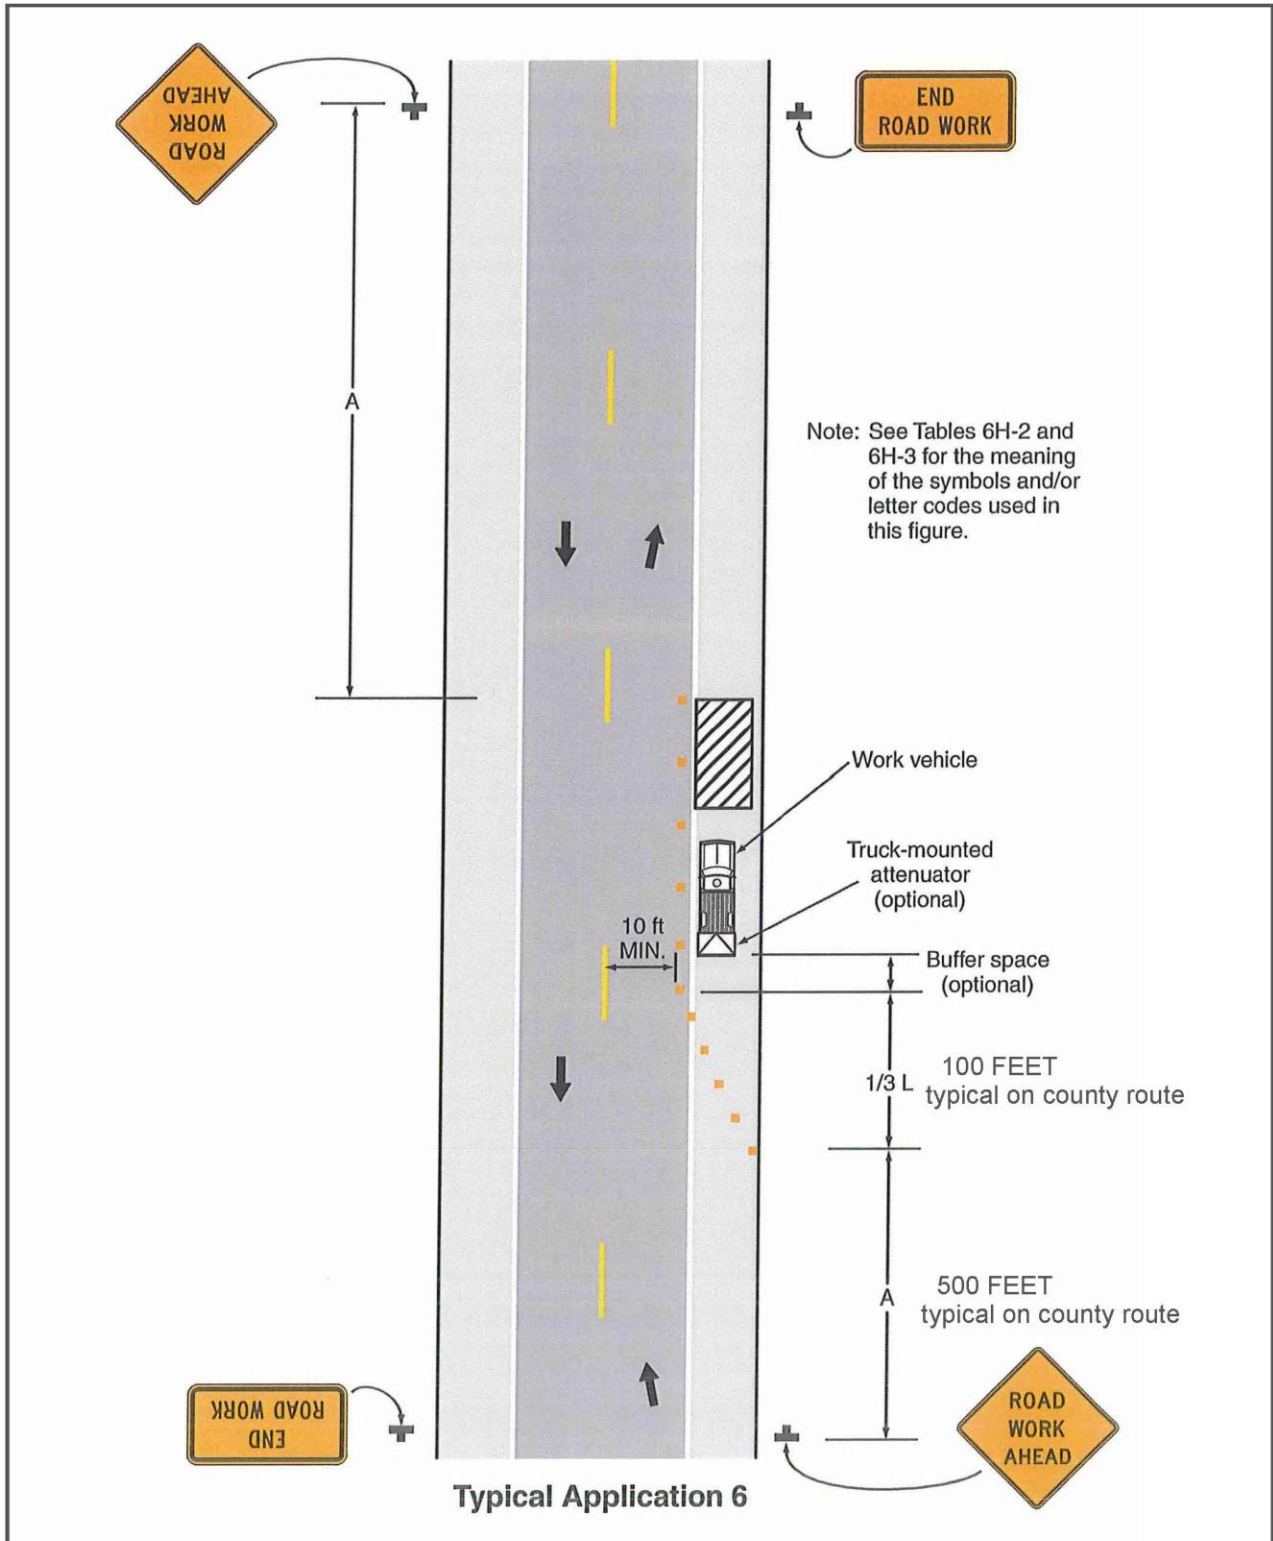 ROAD
WORK
AHEAD
END
ROAD WORK
A
Note: See Tables 6H-2 and
6H-3 for the meaning
of the symbols and/or
letter codes used in
this figure.
Work vehicle
Truck-mounted
attenuator
(optional)
10 ft
MIN.
Buffer space
(optional)
1/3 L
100 FEET
typical on county route
A
500 FEET
typical on county route
END
ROAD WORK
ROAD
WORK
AHEAD
Typical Application 6